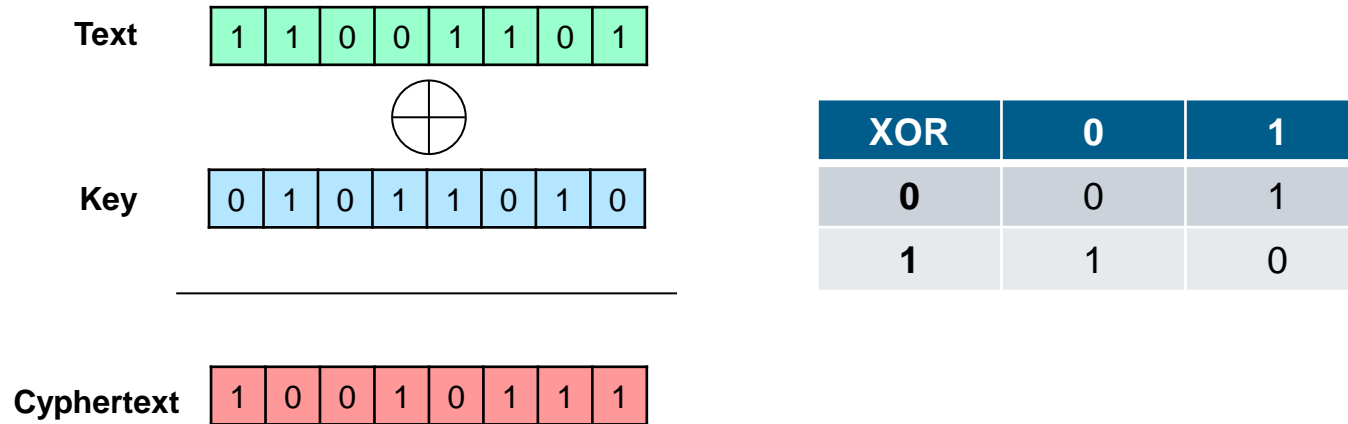 Text 1 1 0 0 1 1 0 1
Key 0 1 0 1 1 0 1 0
Cyphertext 1 0 0 1 0 1 1 1
XOR 0 1
0 0 1
1 1 0